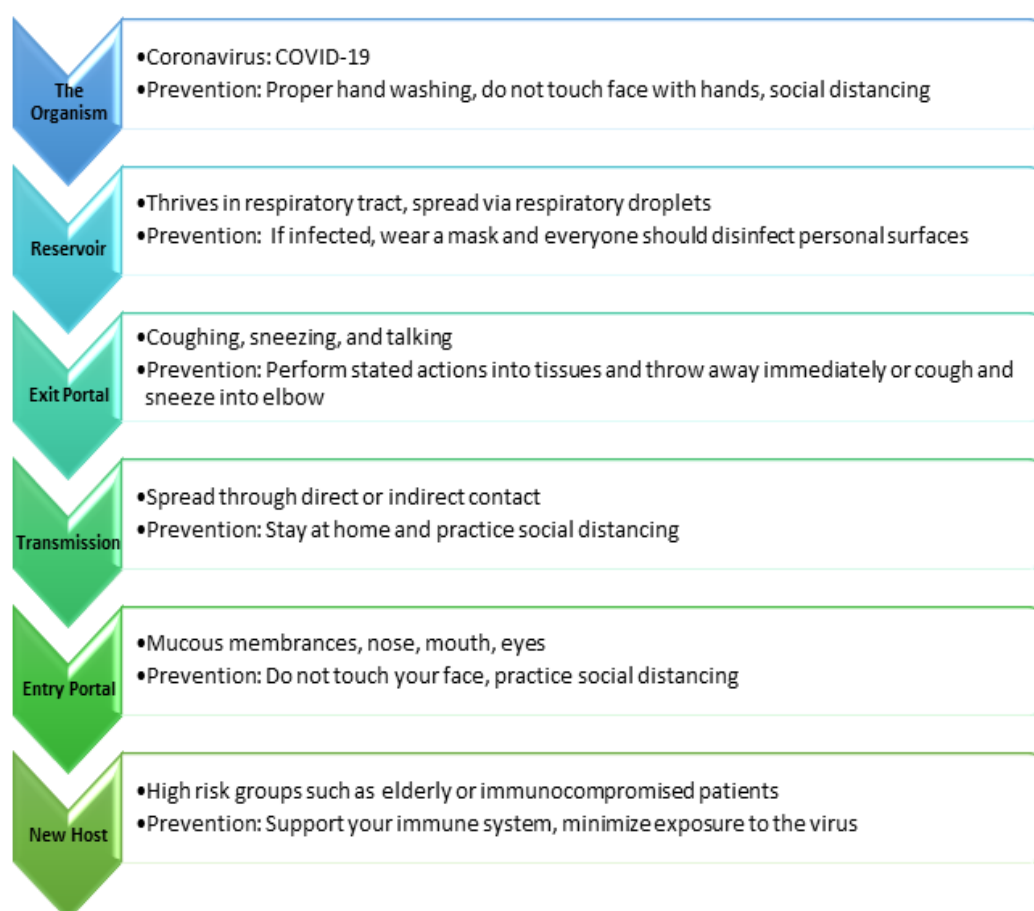 The
Organism
•Coronavirus: COVID-19
•Prevention: Proper hand washing, do not touch face with hands, social distancing
Reservoir
•Thrives in respiratory tract, spread via respiratory droplets
•Prevention: If infected, wear a mask and everyone should disinfect personal surfaces
Exit Portal
•Coughing, sneezing, and talking
•Prevention: Perform stated actions into tissues and throw away immediately or cough and
sneeze into elbow
Transmission
•Spread through direct or indirect contact
•Prevention: Stay at home and practice social distancing
Entry Portal
•Mucous membrances, nose, mouth, eyes
•Prevention: Do not touch your face, practice social distancing
New Host
•High risk groups such as elderly or immunocompromised patients
•Prevention: Support your immune system, minimize exposure to the virus